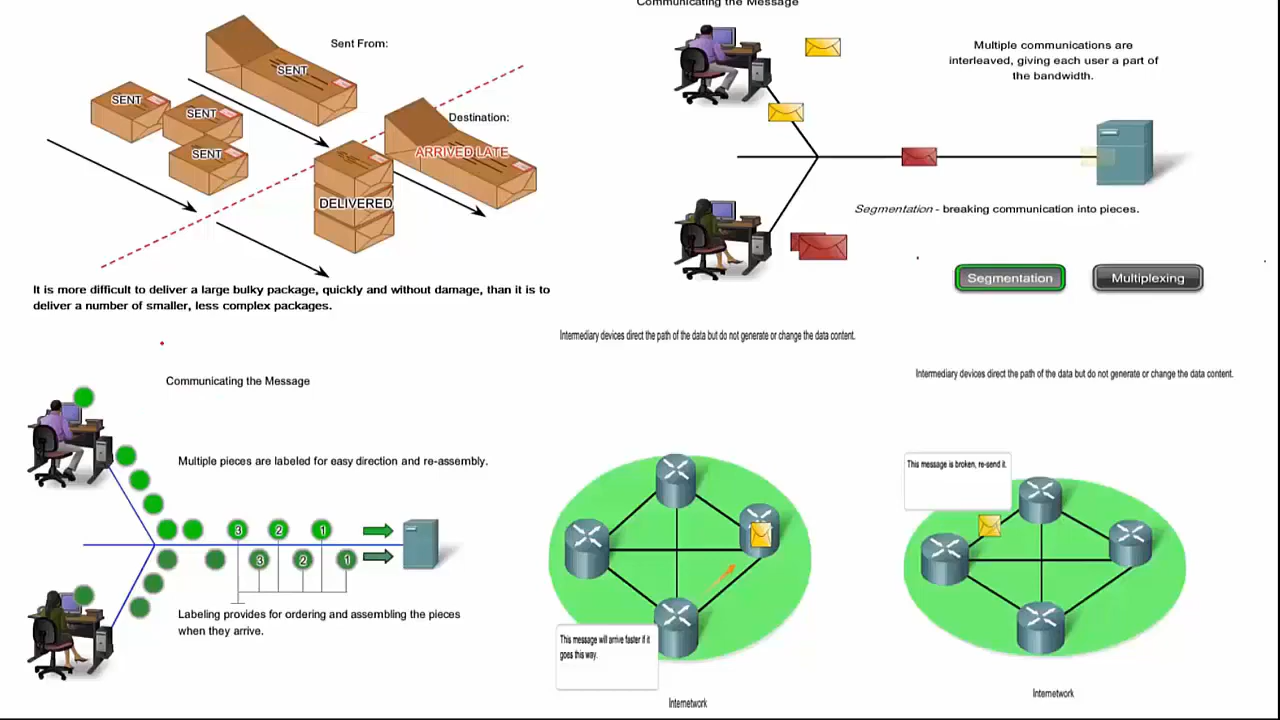 Sent From:
SENT
SENT
SENT
SENT
Destination:
ARRIVED LATE
DELIVERED
It is more difficult to deliver a large bulky package, quickly and without damage, than it is to
deliver a number of smaller, less complex packages.
Communicating the Message
Multiple communications are
interleaved, giving each user a part of
the bandwidth.
Segmentation - breaking communication into pieces.
Segmentation
Multiplexing
Communicating the Message
Multiple pieces are labeled for easy direction and re-assembly.
3 2 1
3 2 1
Labeling provides for ordering and assembling the pieces
when they arrive.
Intermediary devices direct the path of the data but do not generate or change the data content.
This message will arrive faster if it
goes this way.
Internetwork
Intermediary devices direct the path of the data but do not generate or change the data content.
This message is broken, re-send it.
Internetwork